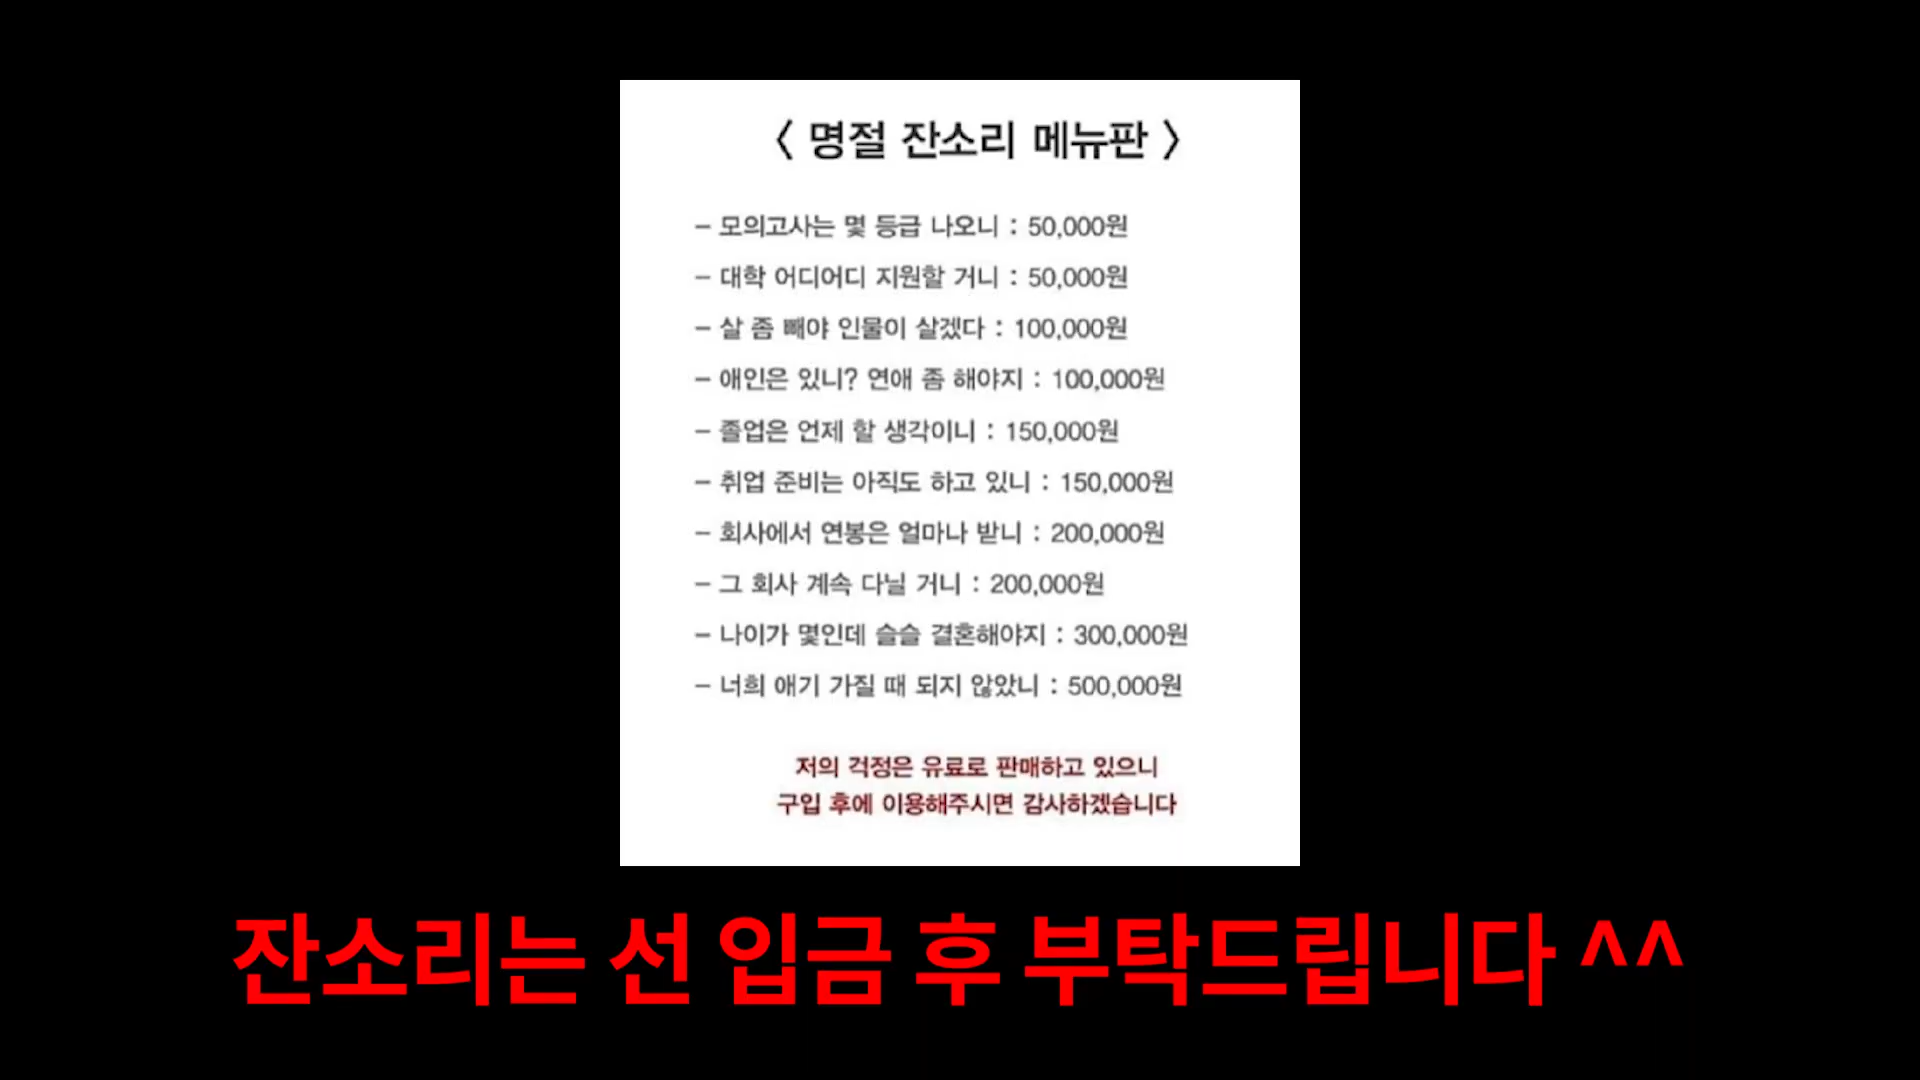 < 명절 잔소리 메뉴판 >
- 모의고사는 몇 등급 나오니 : 50,000원
- 대학 어디어디 지원할 거니 : 50,000원
- 살 좀 빼야 인물이 살겠다 : 100,000원
- 애인은 있니? 연애 좀 해야지 : 100,000원
- 졸업은 언제 할 생각이니 : 150,000원
- 취업 준비는 아직도 하고 있니 : 150,000원
- 회사에서 연봉은 얼마나 받니 : 200,000원
- 그 회사 계속 다닐 거니 : 200,000원
- 나이가 몇인데 슬슬 결혼해야지 : 300,000원
- 너희 애기 가질 때 되지 않았니 : 500,000원
저의 걱정은 유료로 판매하고 있으니
구입 후에 이용해주시면 감사하겠습니다
잔소리는 선 입금 후 부탁드립니다 ^^